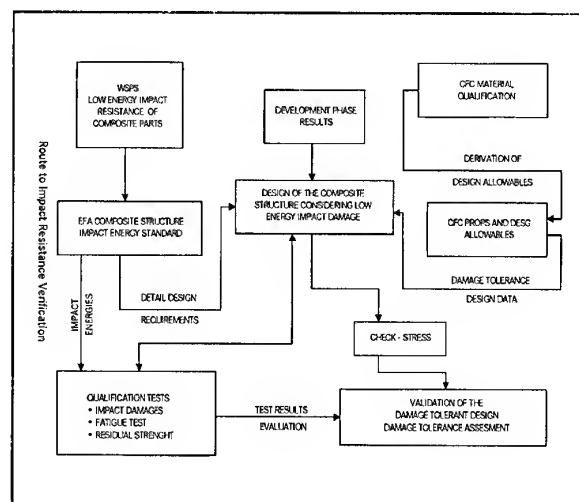 Route to Impact Resistance Verification
WSPS
LOW ENERGY IMPACT
RESISTANCE OF
COMPOSITE PARTS
DEVELOPMENT PHASE
RESULTS
CFC MATERIAL
QUALIFICATION
DERIVATION OF
DESIGN ALLOWABLES
EFA COMPOSITE STRUCTURE
IMPACT ENERGY STANDARD
DESIGN OF THE COMPOSITE
STRUCTURE CONSIDERING LOW
ENERGY IMPACT DAMAGE
CFC PROPS AND DESG
ALLOWABLES
IMPACT
ENERGIES
DETAIL DESIGN
REQUIREMENTS
DAMAGE TOLERANCE
DESIGN DATA
CHECK - STRESS
QUALIFICATION TESTS
• IMPACT DAMAGES
• FATIGUE TEST
• RESIDUAL STRENGHT
TEST RESULTS
EVALUATION
VALIDATION OF THE
DAMAGE TOLERANT DESIGN
DAMAGE TOLERANCE ASSESMENT